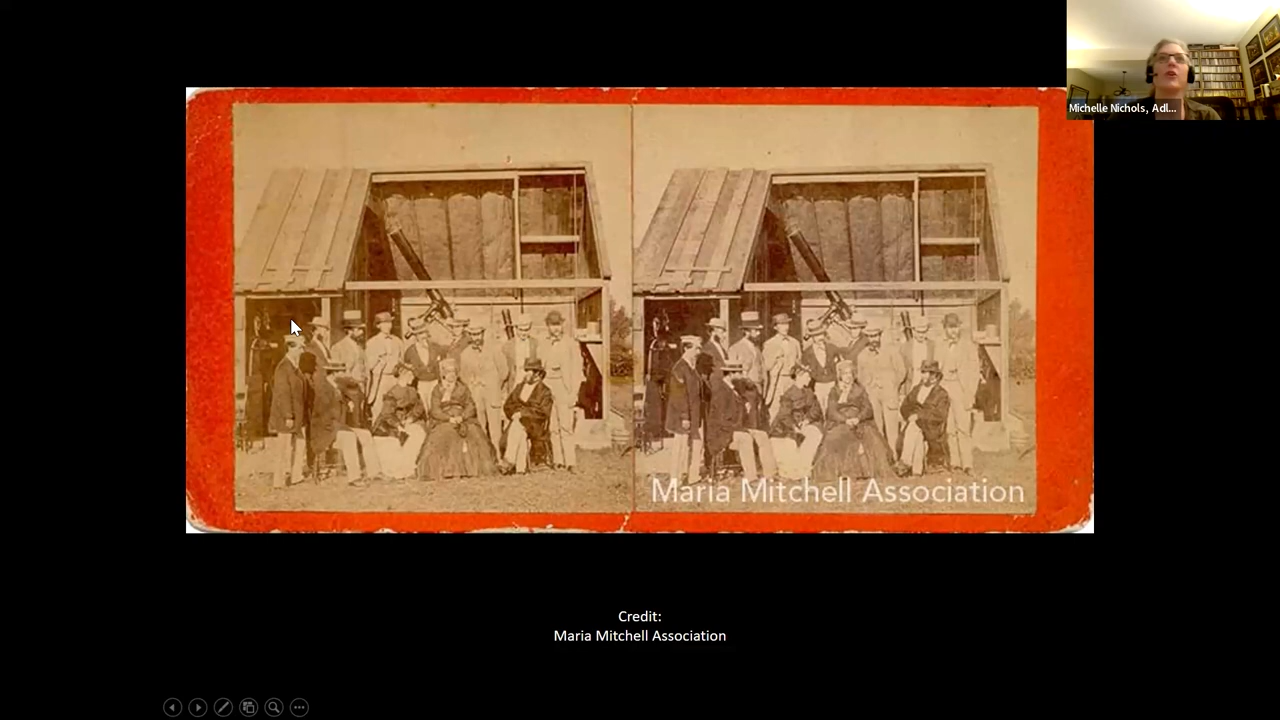 Michelle Nichols, Adl...
Maria Mitchell Association
Credit:
Maria Mitchell Association